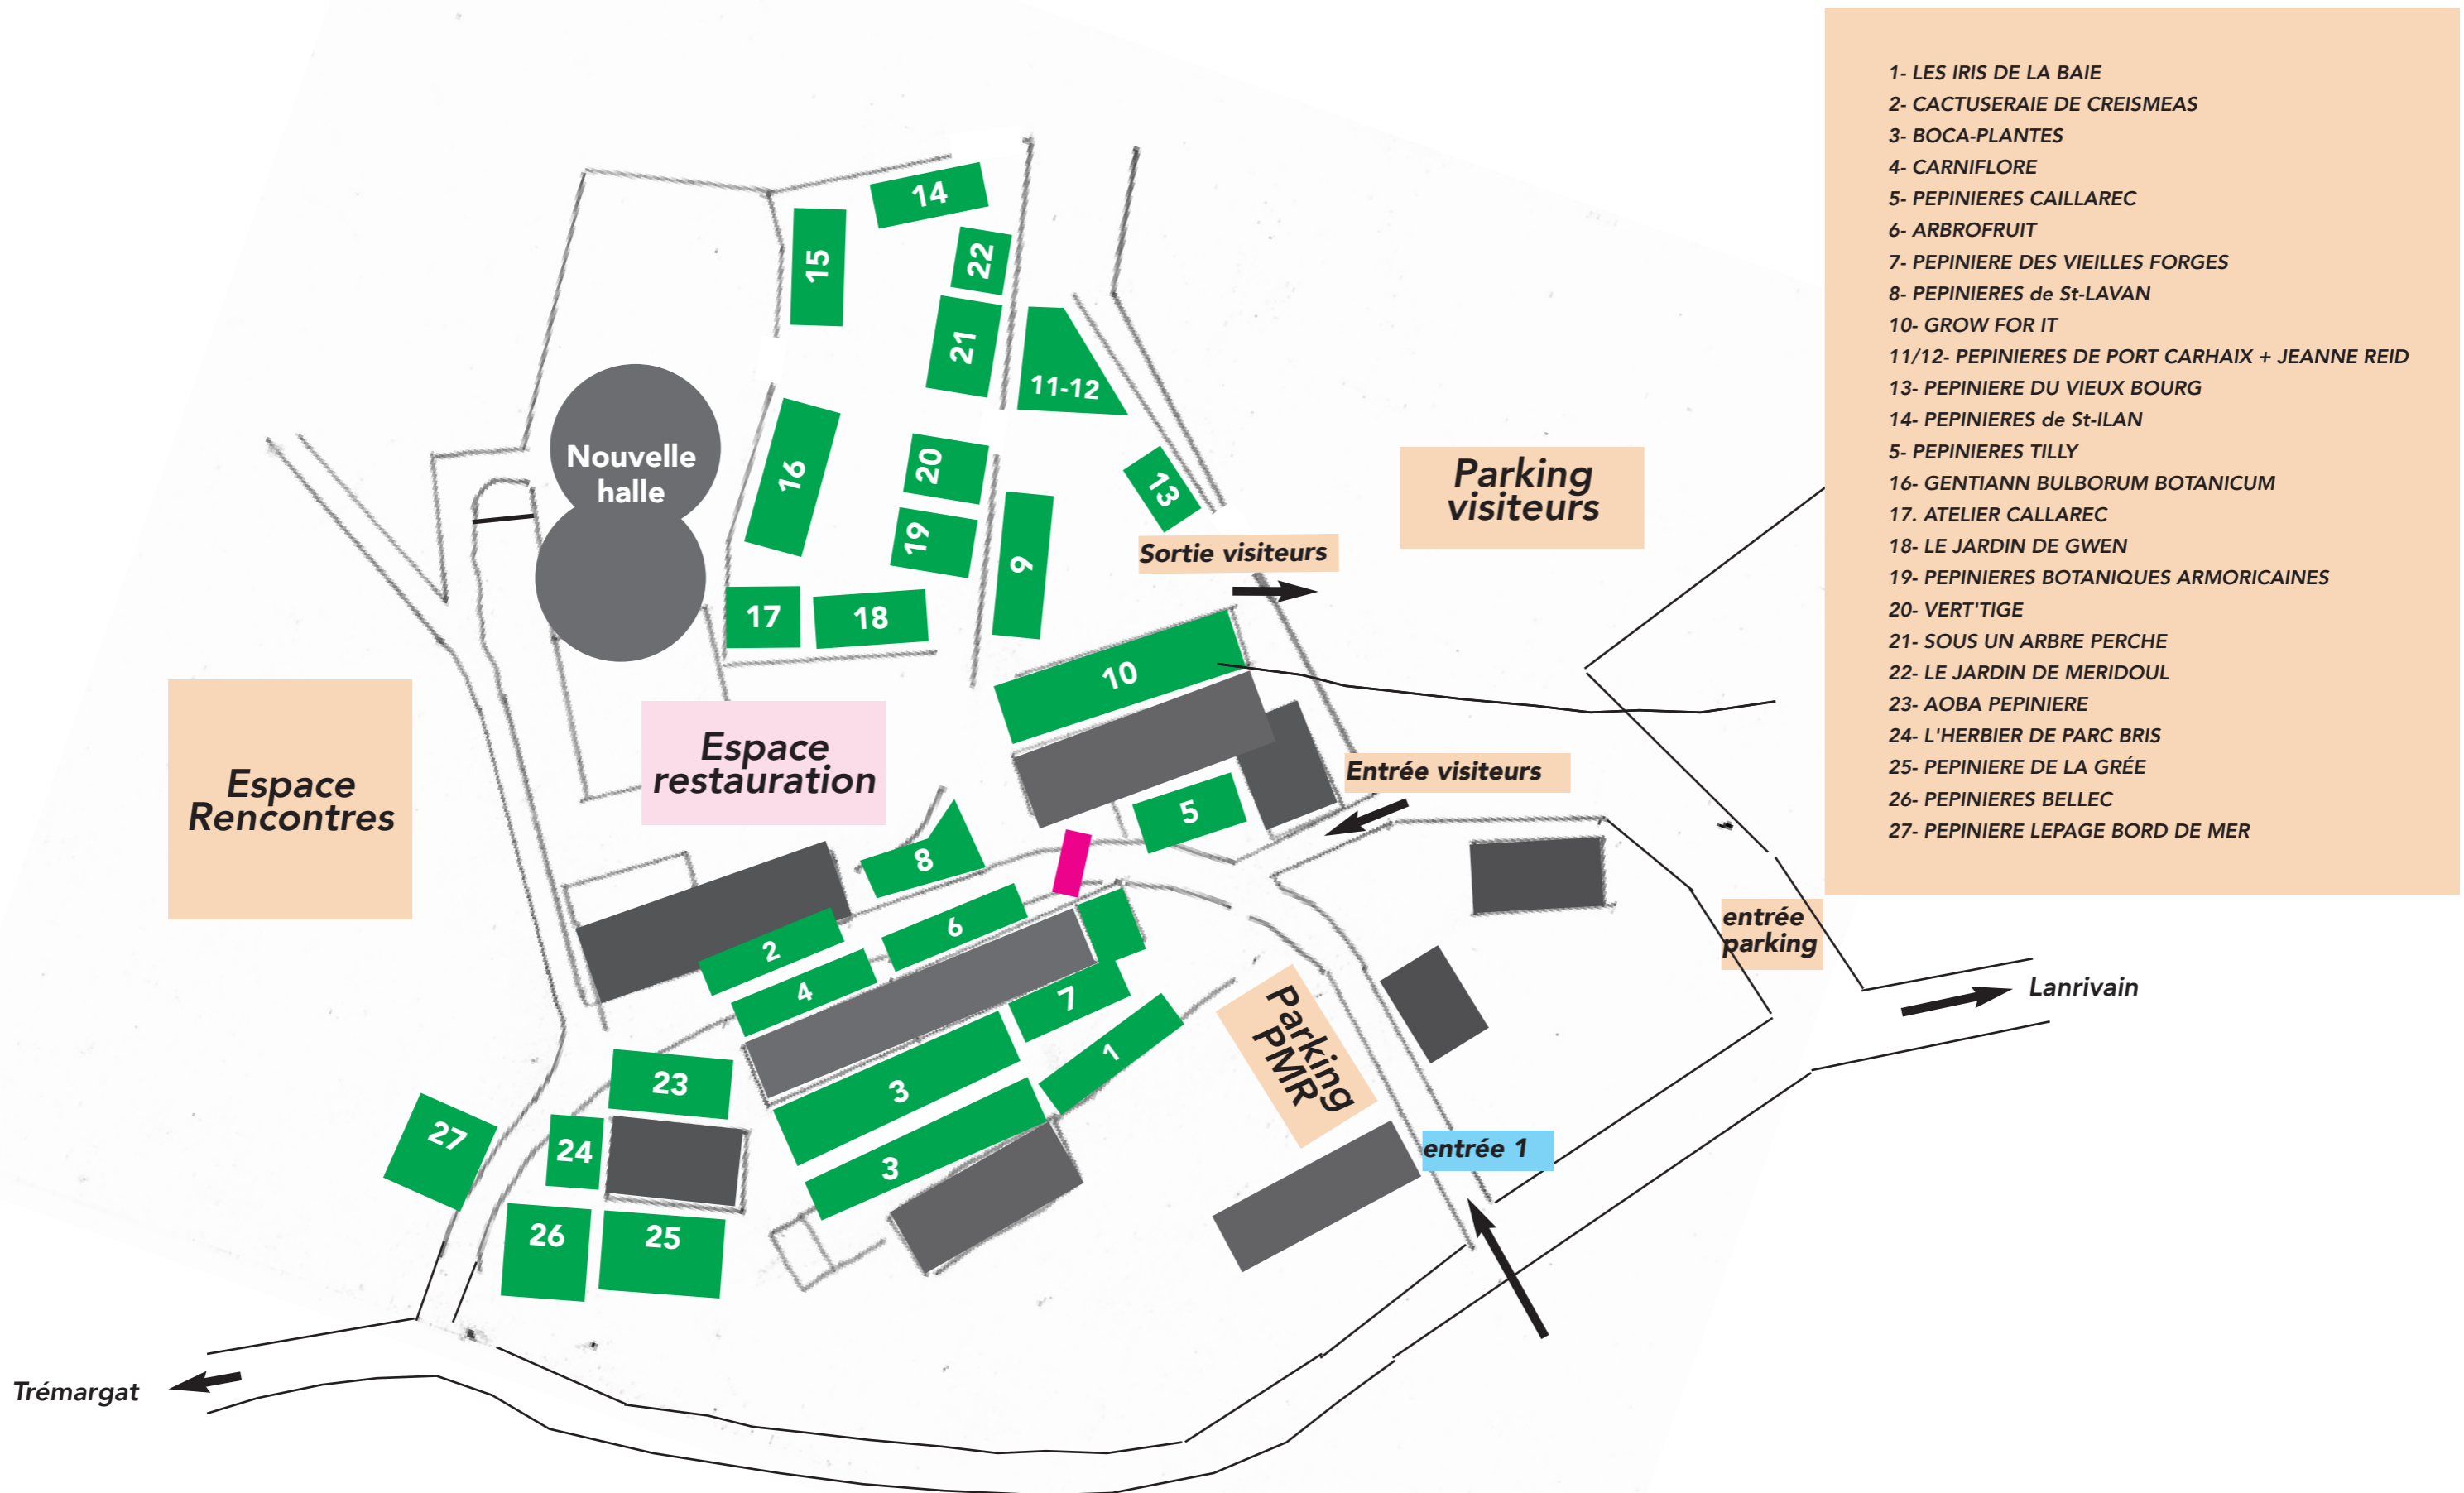 1- LES IRIS DE LA BAIE
2- CACTUSERAIE DE CREISMEAS
3- BOCA-PLANTES
4- CARNIFLORE
5- PEPINIERES CAILLAREC
6- ARBROFRUIT
7- PEPINIERE DES VIEILLES FORGES
8- PEPINIERES de St-LAVAN
10- GROW FOR IT
11/12- PEPINIERES DE PORT CARHAIX + JEANNE REID
13- PEPINIERE DU VIEUX BOURG
14- PEPINIERES de St-ILAN
5- PEPINIERES TILLY
16- GENTIANN BULBORUM BOTANICUM
17. ATELIER CALLAREC
18- LE JARDIN DE GWEN
19- PEPINIERES BOTANIQUES ARMORICAINES
20- VERT'TIGE
21- SOUS UN ARBRE PERCHE
22- LE JARDIN DE MERIDOUL
23- AOBA PEPINIERE
24- L'HERBIER DE PARC BRIS
25- PEPINIERE DE LA GRÉE
26- PEPINIERES BELLEC
27- PEPINIERE LEPAGE BORD DE MER
14
15
22
21
11-12
Nouvelle
halle
16
20
13
19
9
Parking
visiteurs
Sortie visiteurs
17
18
10
Espace
Rencontres
Espace
restauration
Entrée visiteurs
5
8
6
2
4
7
entrée
parking
Lanrivain
Parking
PMR
1
23
3
27
24
3
entrée 1
26
25
Trémargat